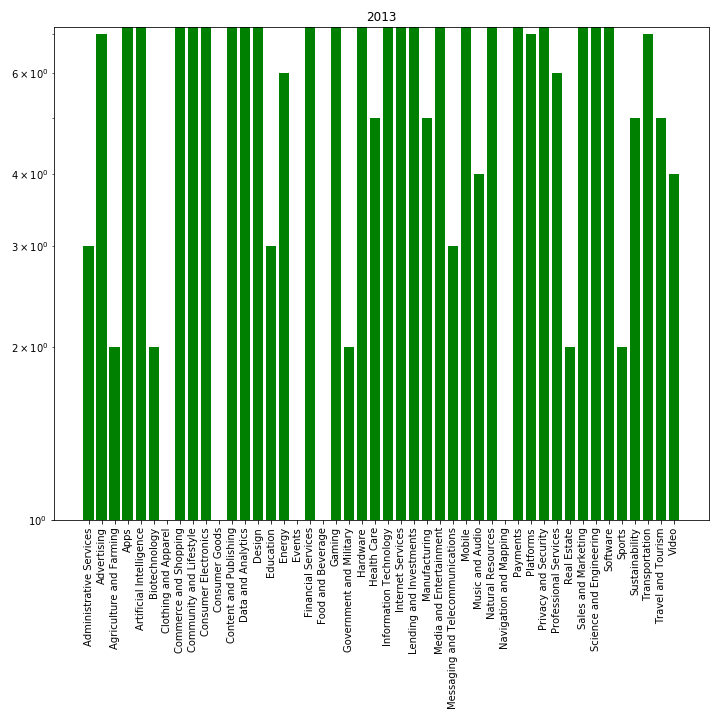 2013
6 × 10⁰
4 × 10⁰
3 × 10⁰
2 × 10⁰
10⁰
Administrative Services
Advertising
Agriculture and Farming
Apps
Artificial Intelligence
Biotechnology
Clothing and Apparel
Commerce and Shopping
Community and Lifestyle
Consumer Electronics
Consumer Goods
Content and Publishing
Data and Analytics
Design
Education
Energy
Events
Financial Services
Food and Beverage
Gaming
Government and Military
Hardware
Health Care
Information Technology
Internet Services
Lending and Investments
Manufacturing
Media and Entertainment
Messaging and Telecommunications
Mobile
Music and Audio
Natural Resources
Navigation and Mapping
Payments
Platforms
Privacy and Security
Professional Services
Real Estate
Sales and Marketing
Science and Engineering
Software
Sports
Sustainability
Transportation
Travel and Tourism
Video